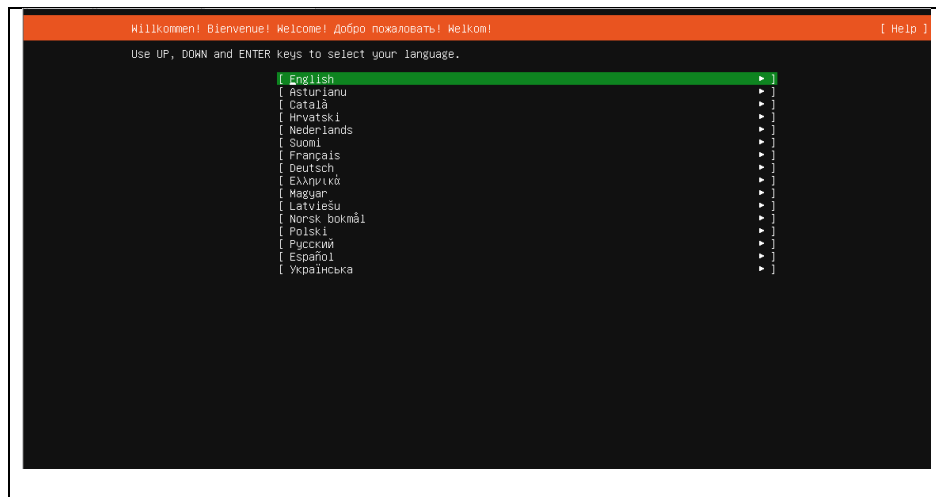 Willkommen! Bienvenue! Welcome! Добро пожаловать! Welkom! [ Help ]
Use UP, DOWN and ENTER keys to select your language.
[ English ► ]
[ Asturianu ► ]
[ Català ► ]
[ Hrvatski ► ]
[ Nederlands ► ]
[ Suomi ► ]
[ Français ► ]
[ Deutsch ► ]
[ Ελληνικά ► ]
[ Magyar ► ]
[ Latviešu ► ]
[ Norsk bokmål ► ]
[ Polski ► ]
[ Русский ► ]
[ Español ► ]
[ Українська ► ]